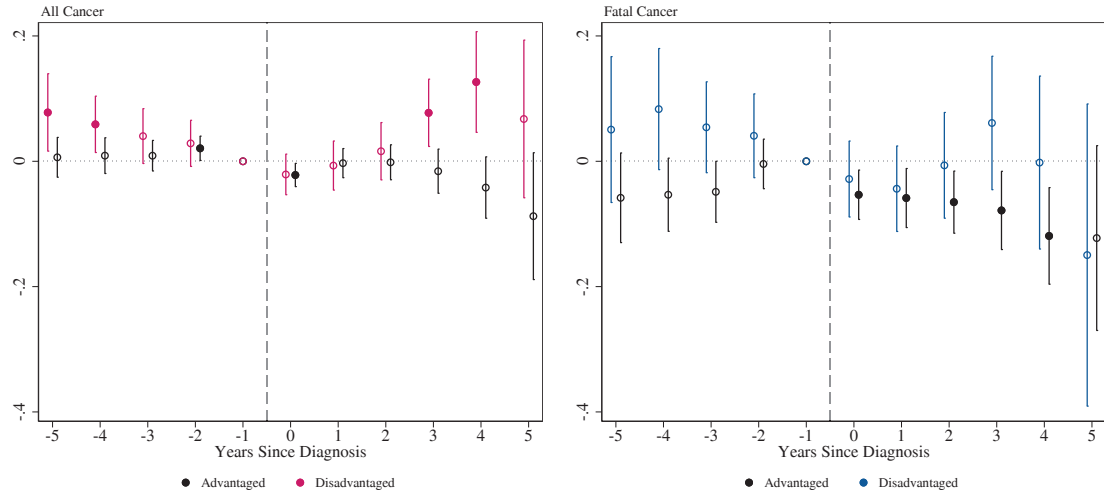 All Cancer
.2
0
-.2
-.4
-5 -4 -3 -2 -1 0 1 2 3 4 5
Years Since Diagnosis
Advantaged Disadvantaged
Fatal Cancer
.2
0
-.2
-.4
-5 -4 -3 -2 -1 0 1 2 3 4 5
Years Since Diagnosis
Advantaged Disadvantaged